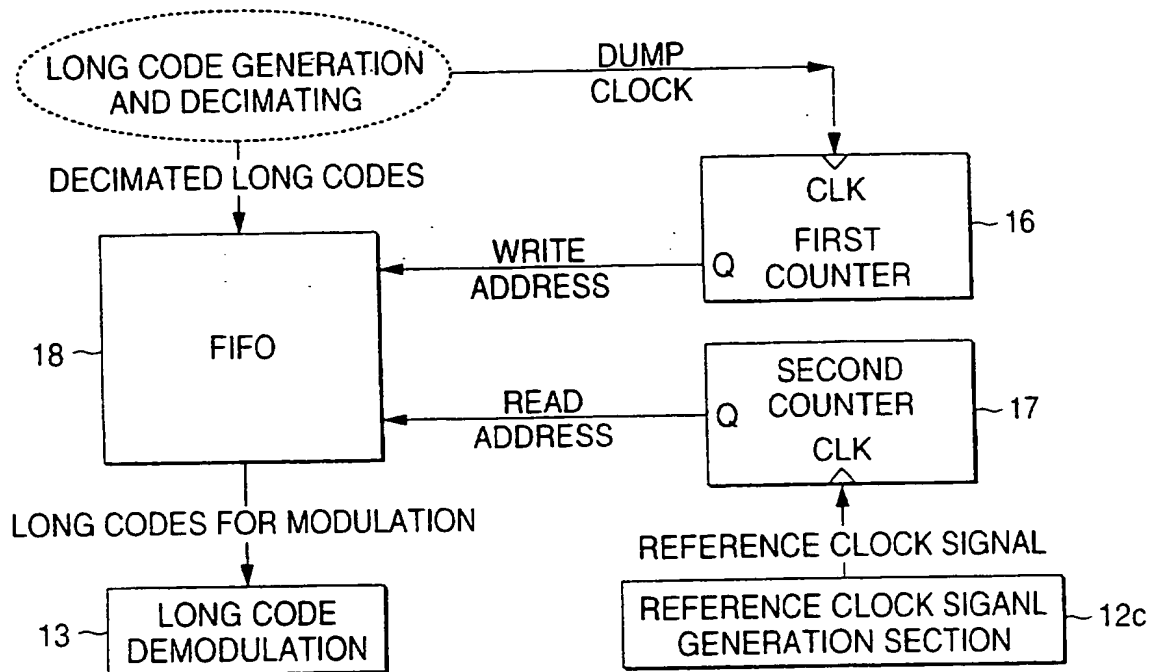 LONG CODE GENERATION
AND DECIMATING
DUMP
CLOCK
DECIMATED LONG CODES
CLK
FIRST
COUNTER
Q
16
WRITE
ADDRESS
FIFO
18
SECOND
COUNTER
Q
CLK
17
READ
ADDRESS
LONG CODES FOR MODULATION
REFERENCE CLOCK SIGNAL
13
LONG CODE
DEMODULATION
REFERENCE CLOCK SIGANL
GENERATION SECTION
12c